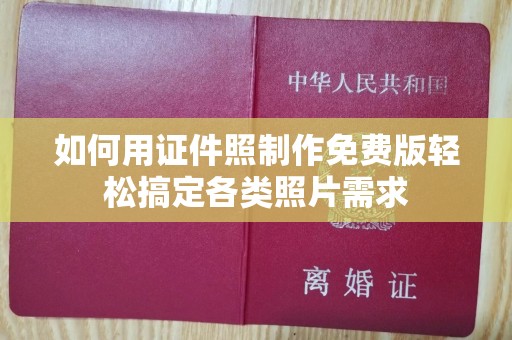 中华人民共和国
如何用证件照制作免费版轻
松搞定各类照片需求
离婚证